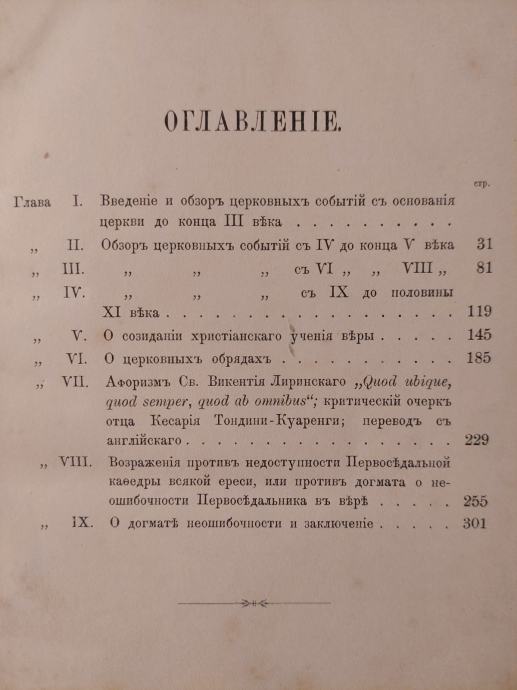 ОГЛАВЛЕНІЕ.
стр.
Глава I. Введеніе и обзоръ церковныхъ событій съ основанія
церкви до конца III вѣка . . . . . . . . . .
„ II. Обзоръ церковныхъ событій съ IV до конца V вѣка 31
„ III. „ „ „ съ VI „ „ VIII „ 81
„ IV. „ „ „ съ IX до половины
XI вѣка . . . . . . . . . . . . . . . . . 119
„ V. О созиданіи христіанскаго ученія вѣры . . . . . 145
„ VI. О церковныхъ обрядахъ . . . . . . . . . . . 185
„ VII. Афоризмъ Св. Викентія Лиринскаго „Quod ubique,
quod semper, quod ab omnibus“; критическій очеркъ
отца Кесарія Тондини-Куаренги; переводъ съ
англійскаго . . . . . . . . . . . . . . . . 229
„ VIII. Возраженія противъ недоступности Первосѣдальной
каѳедры всякой ереси, или противъ догмата о не-
ошибочности Первосѣдальника въ вѣрѣ . . . . . 255
„ IX. О догматѣ неошибочности и заключеніе . . . . . 301